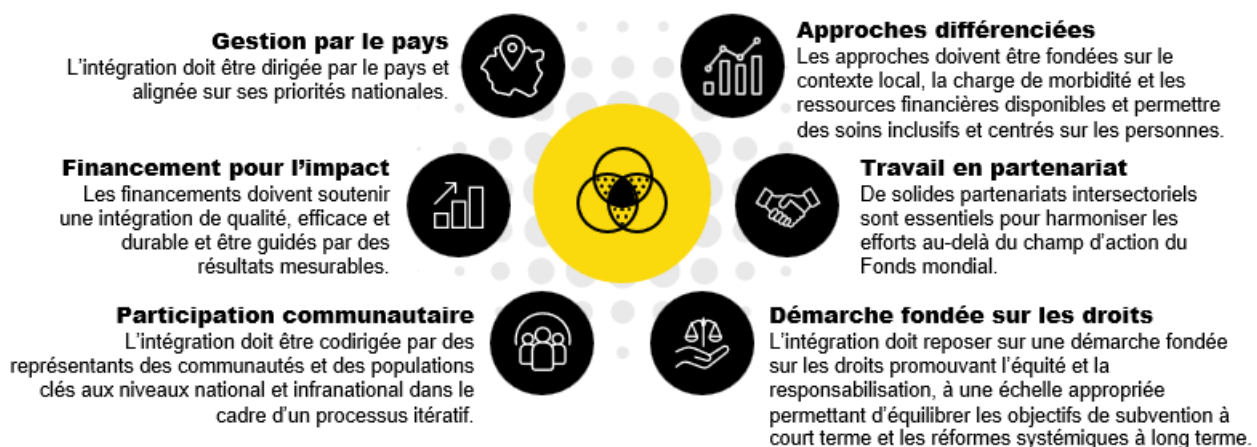 Gestion par le pays
L'intégration doit être dirigée par le pays et
alignée sur ses priorités nationales.
Financement pour l'impact
Les financements doivent soutenir
une intégration de qualité, efficace et
durable et être guidés par des
résultats mesurables.
Participation communautaire
L'intégration doit être codirigée par des
représentants des communautés et des populations
clés aux niveaux national et infranational dans le
cadre d'un processus itératif.
Approches différenciées
Les approches doivent être fondées sur le
contexte local, la charge de morbidité et les
ressources financières disponibles et permettre
des soins inclusifs et centrés sur les personnes.
Travail en partenariat
De solides partenariats intersectoriels
sont essentiels pour harmoniser les
efforts au-delà du champ d'action du
Fonds mondial.
Démarche fondée sur les droits
L'intégration doit reposer sur une démarche fondée
sur les droits promouvant l'équité et la
responsabilisation, à une échelle appropriée
permettant d'équilibrer les objectifs de subvention à
court terme et les réformes systémiques à long terme.